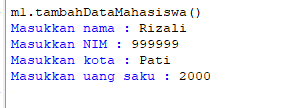 m1.tambahDataMahasiswa()
Masukkan nama : Rizali
Masukkan NIM : 999999
Masukkan kota : Pati
Masukkan uang saku : 2000